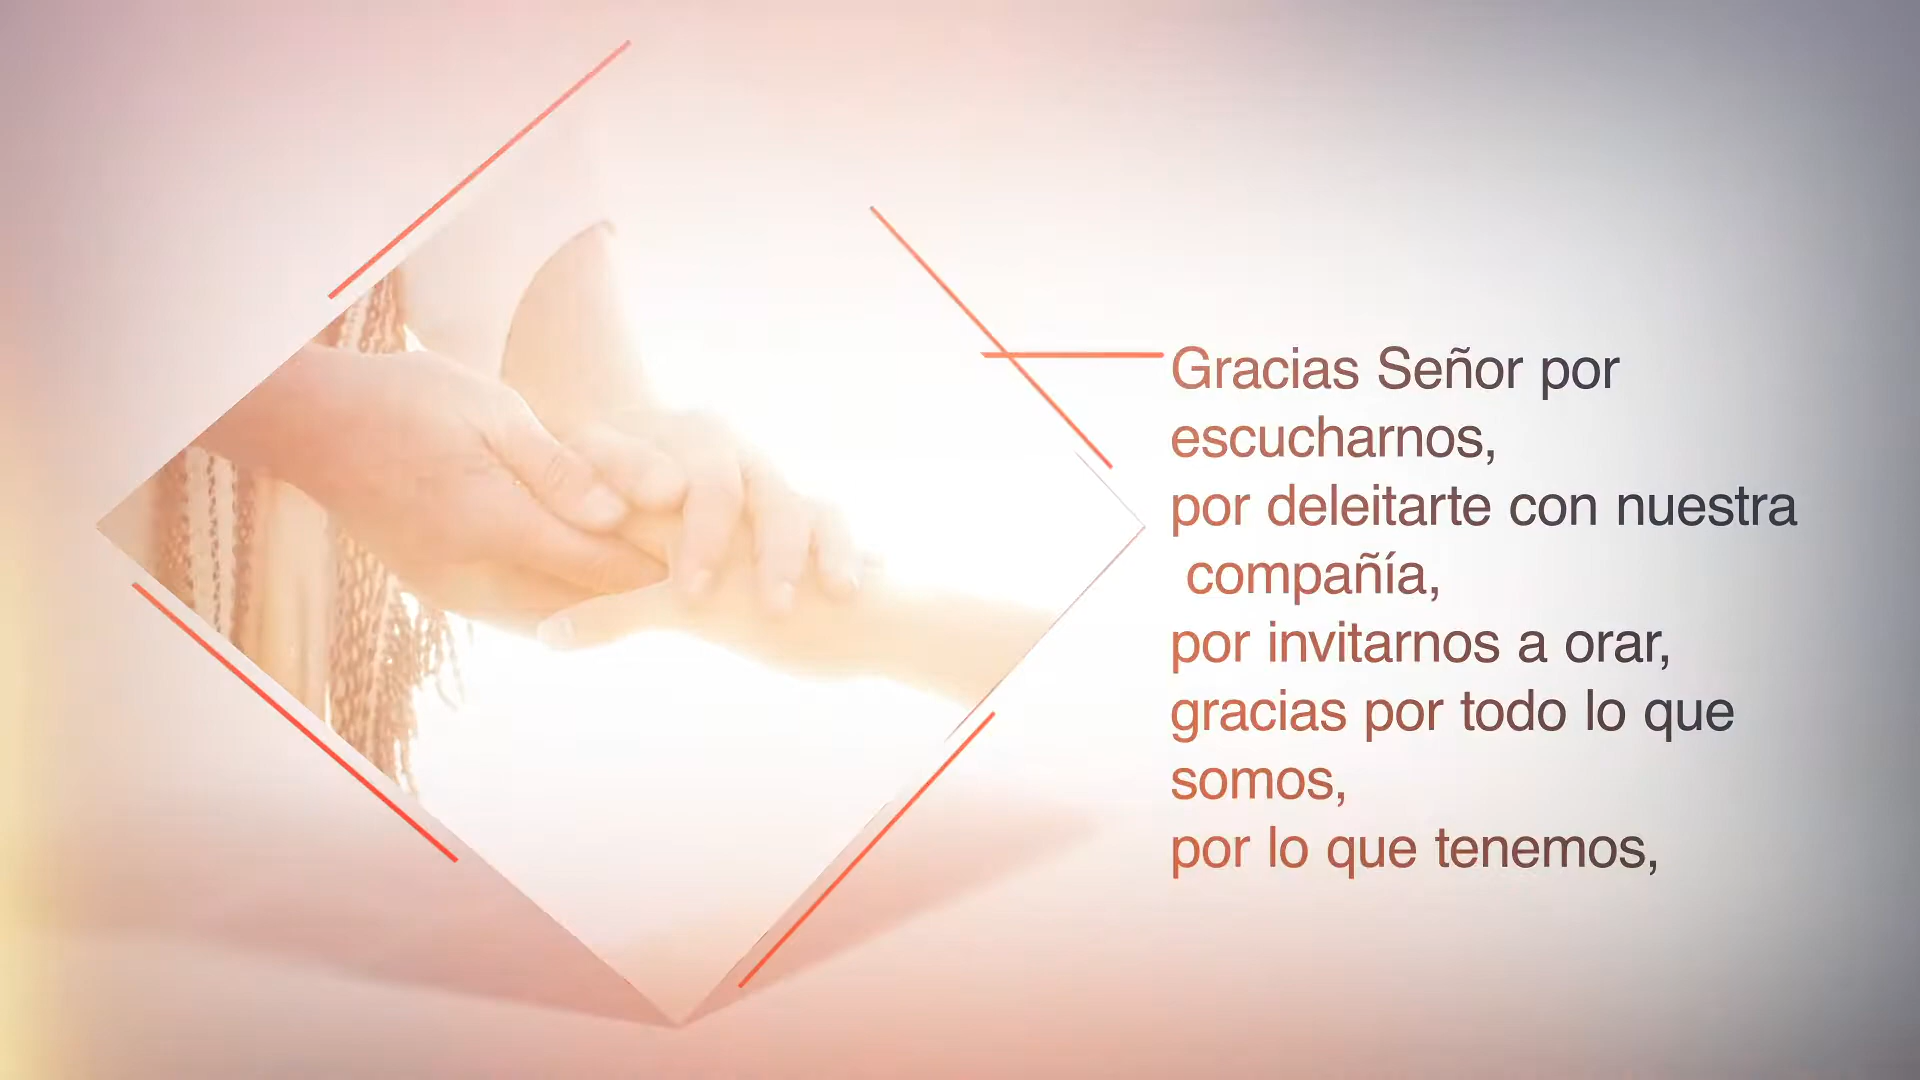 Gracias Señor por
escucharnos,
por deleitarte con nuestra
compañía,
por invitarnos a orar,
gracias por todo lo que
somos,
por lo que tenemos,